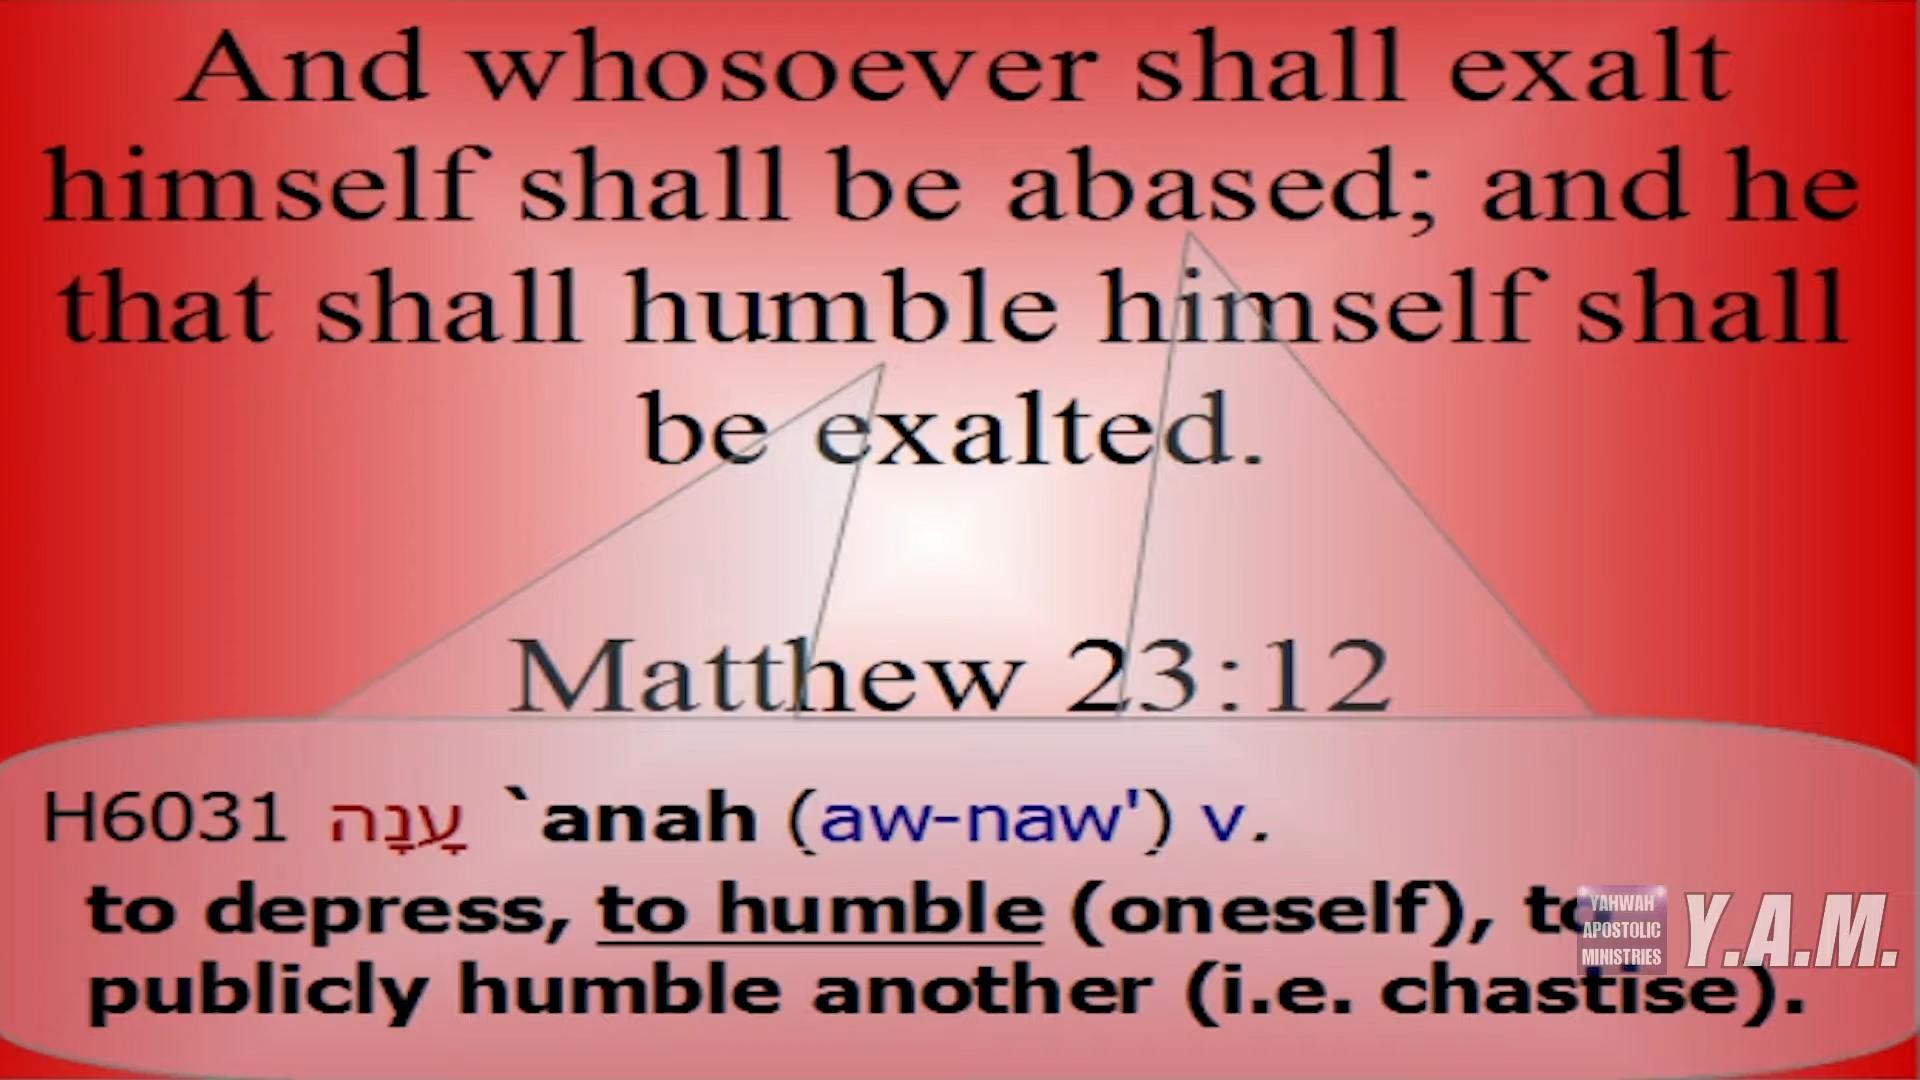 And whosoever shall exalt
himself shall be abased; and he
that shall humble himself shall
be exalted.
Matthew 23:12
H6031 עָנָה `anah (aw-naw') v.
to depress, to humble (oneself), to
publicly humble another (i.e. chastise).
YAHWAH
APOSTOLIC
MINISTRIES
Y.A.M.